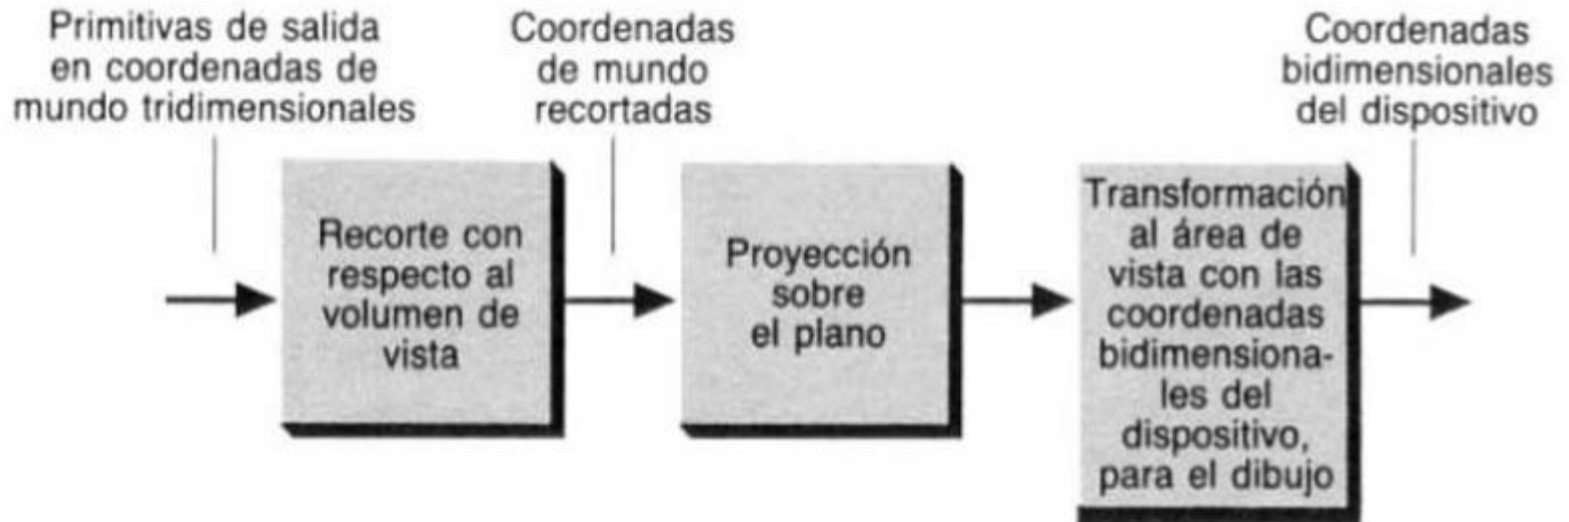 Primitivas de salida
en coordenadas de
mundo tridimensionales
Coordenadas
de mundo
recortadas
Coordenadas
bidimensionales
del dispositivo
Recorte con
respecto al
volumen de
vista
Proyección
sobre
el plano
Transformación
al área de
vista con las
coordenadas
bidimensiona-
les del
dispositivo,
para el dibujo